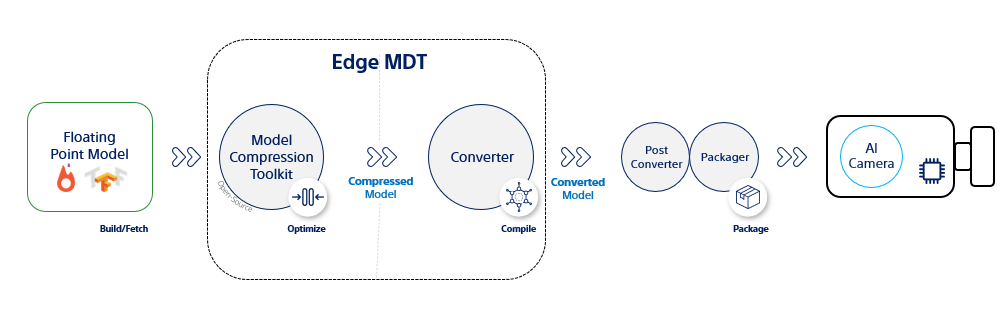 Edge MDT
Floating
Point Model
Build/Fetch
Model
Compression
Toolkit
Open-Source
Optimize
Compressed
Model
Converter
Compile
Converted
Model
Post
Converter
Packager
Package
AI
Camera